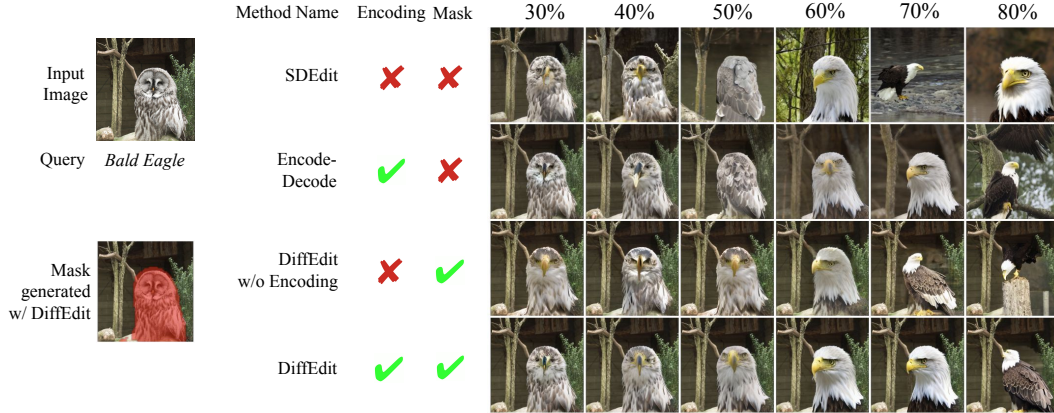 Method Name Encoding Mask 30% 40% 50% 60% 70% 80%
Input
Image
SDEdit
Query Bald Eagle
Encode-
Decode
Mask
generated
w/ DiffEdit
DiffEdit
w/o Encoding
DiffEdit